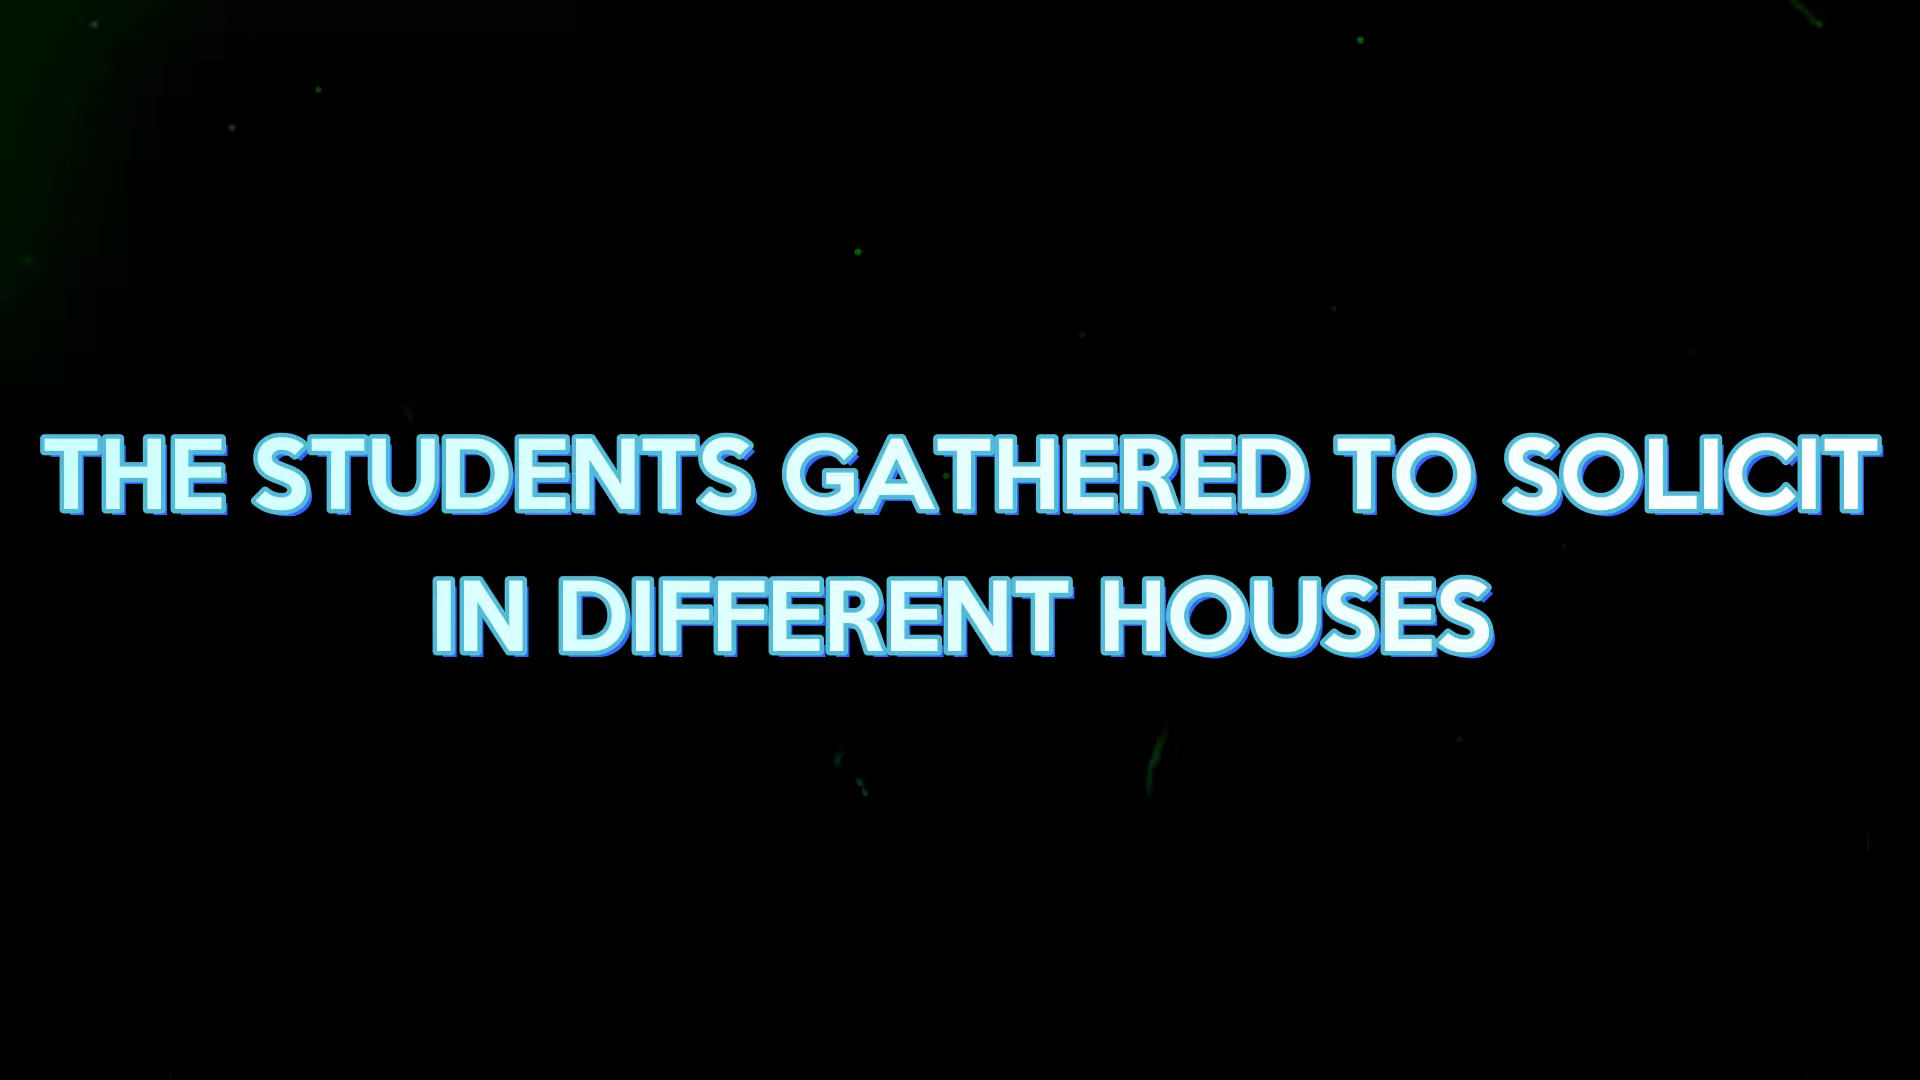 THE STUDENTS GATHERED TO SOLICIT
IN DIFFERENT HOUSES